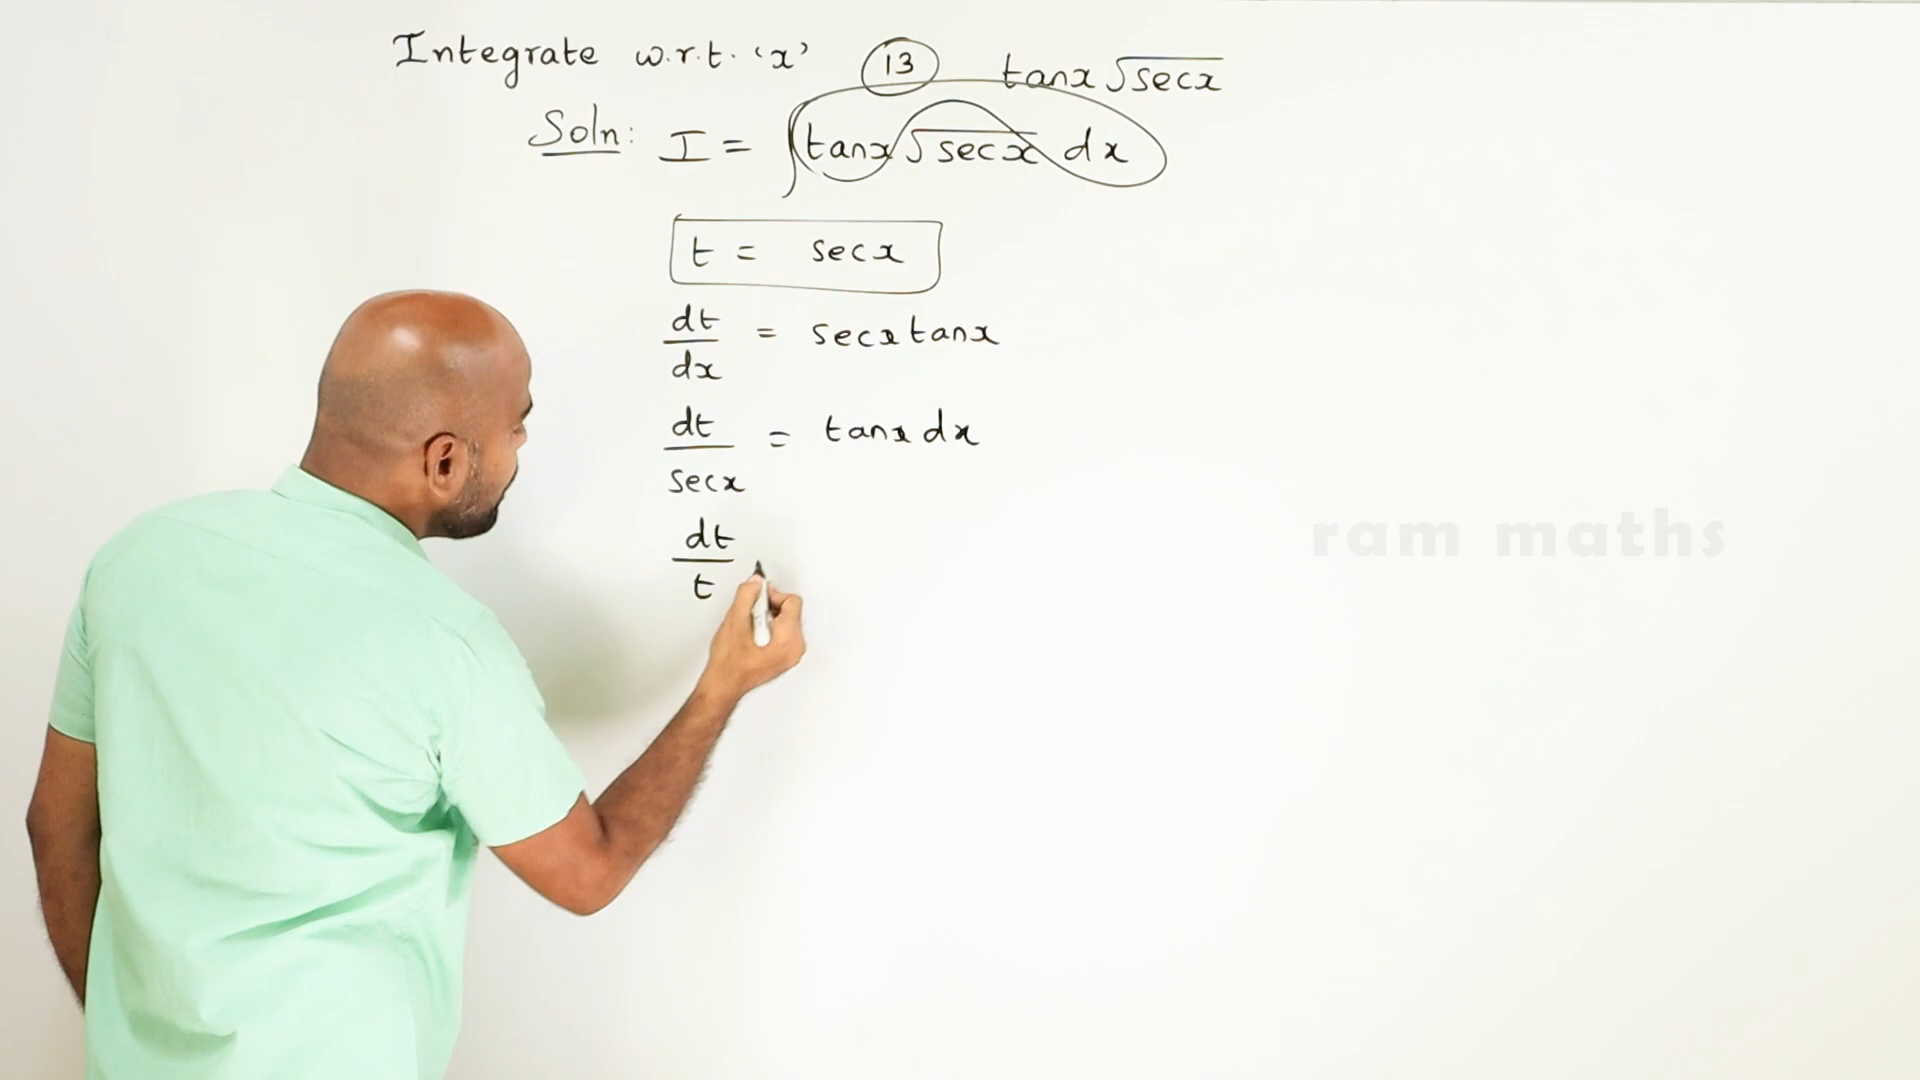 Integrate w.r.t. 'x' 13 tanx √secx
Soln: I = ∫tanx √secx dx
t = secx
dt/dx = secx tanx
dt/secx = tanx dx
dt/t
ram maths